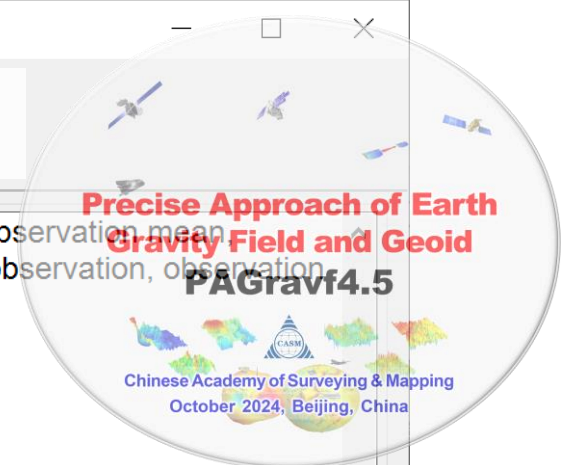 Precise Approach of Earth
observation mean,
Gravity Field and Geoid
observation, observation
PAGravf4.5
CASM
Chinese Academy of Surveying & Mapping
October 2024, Beijing, China